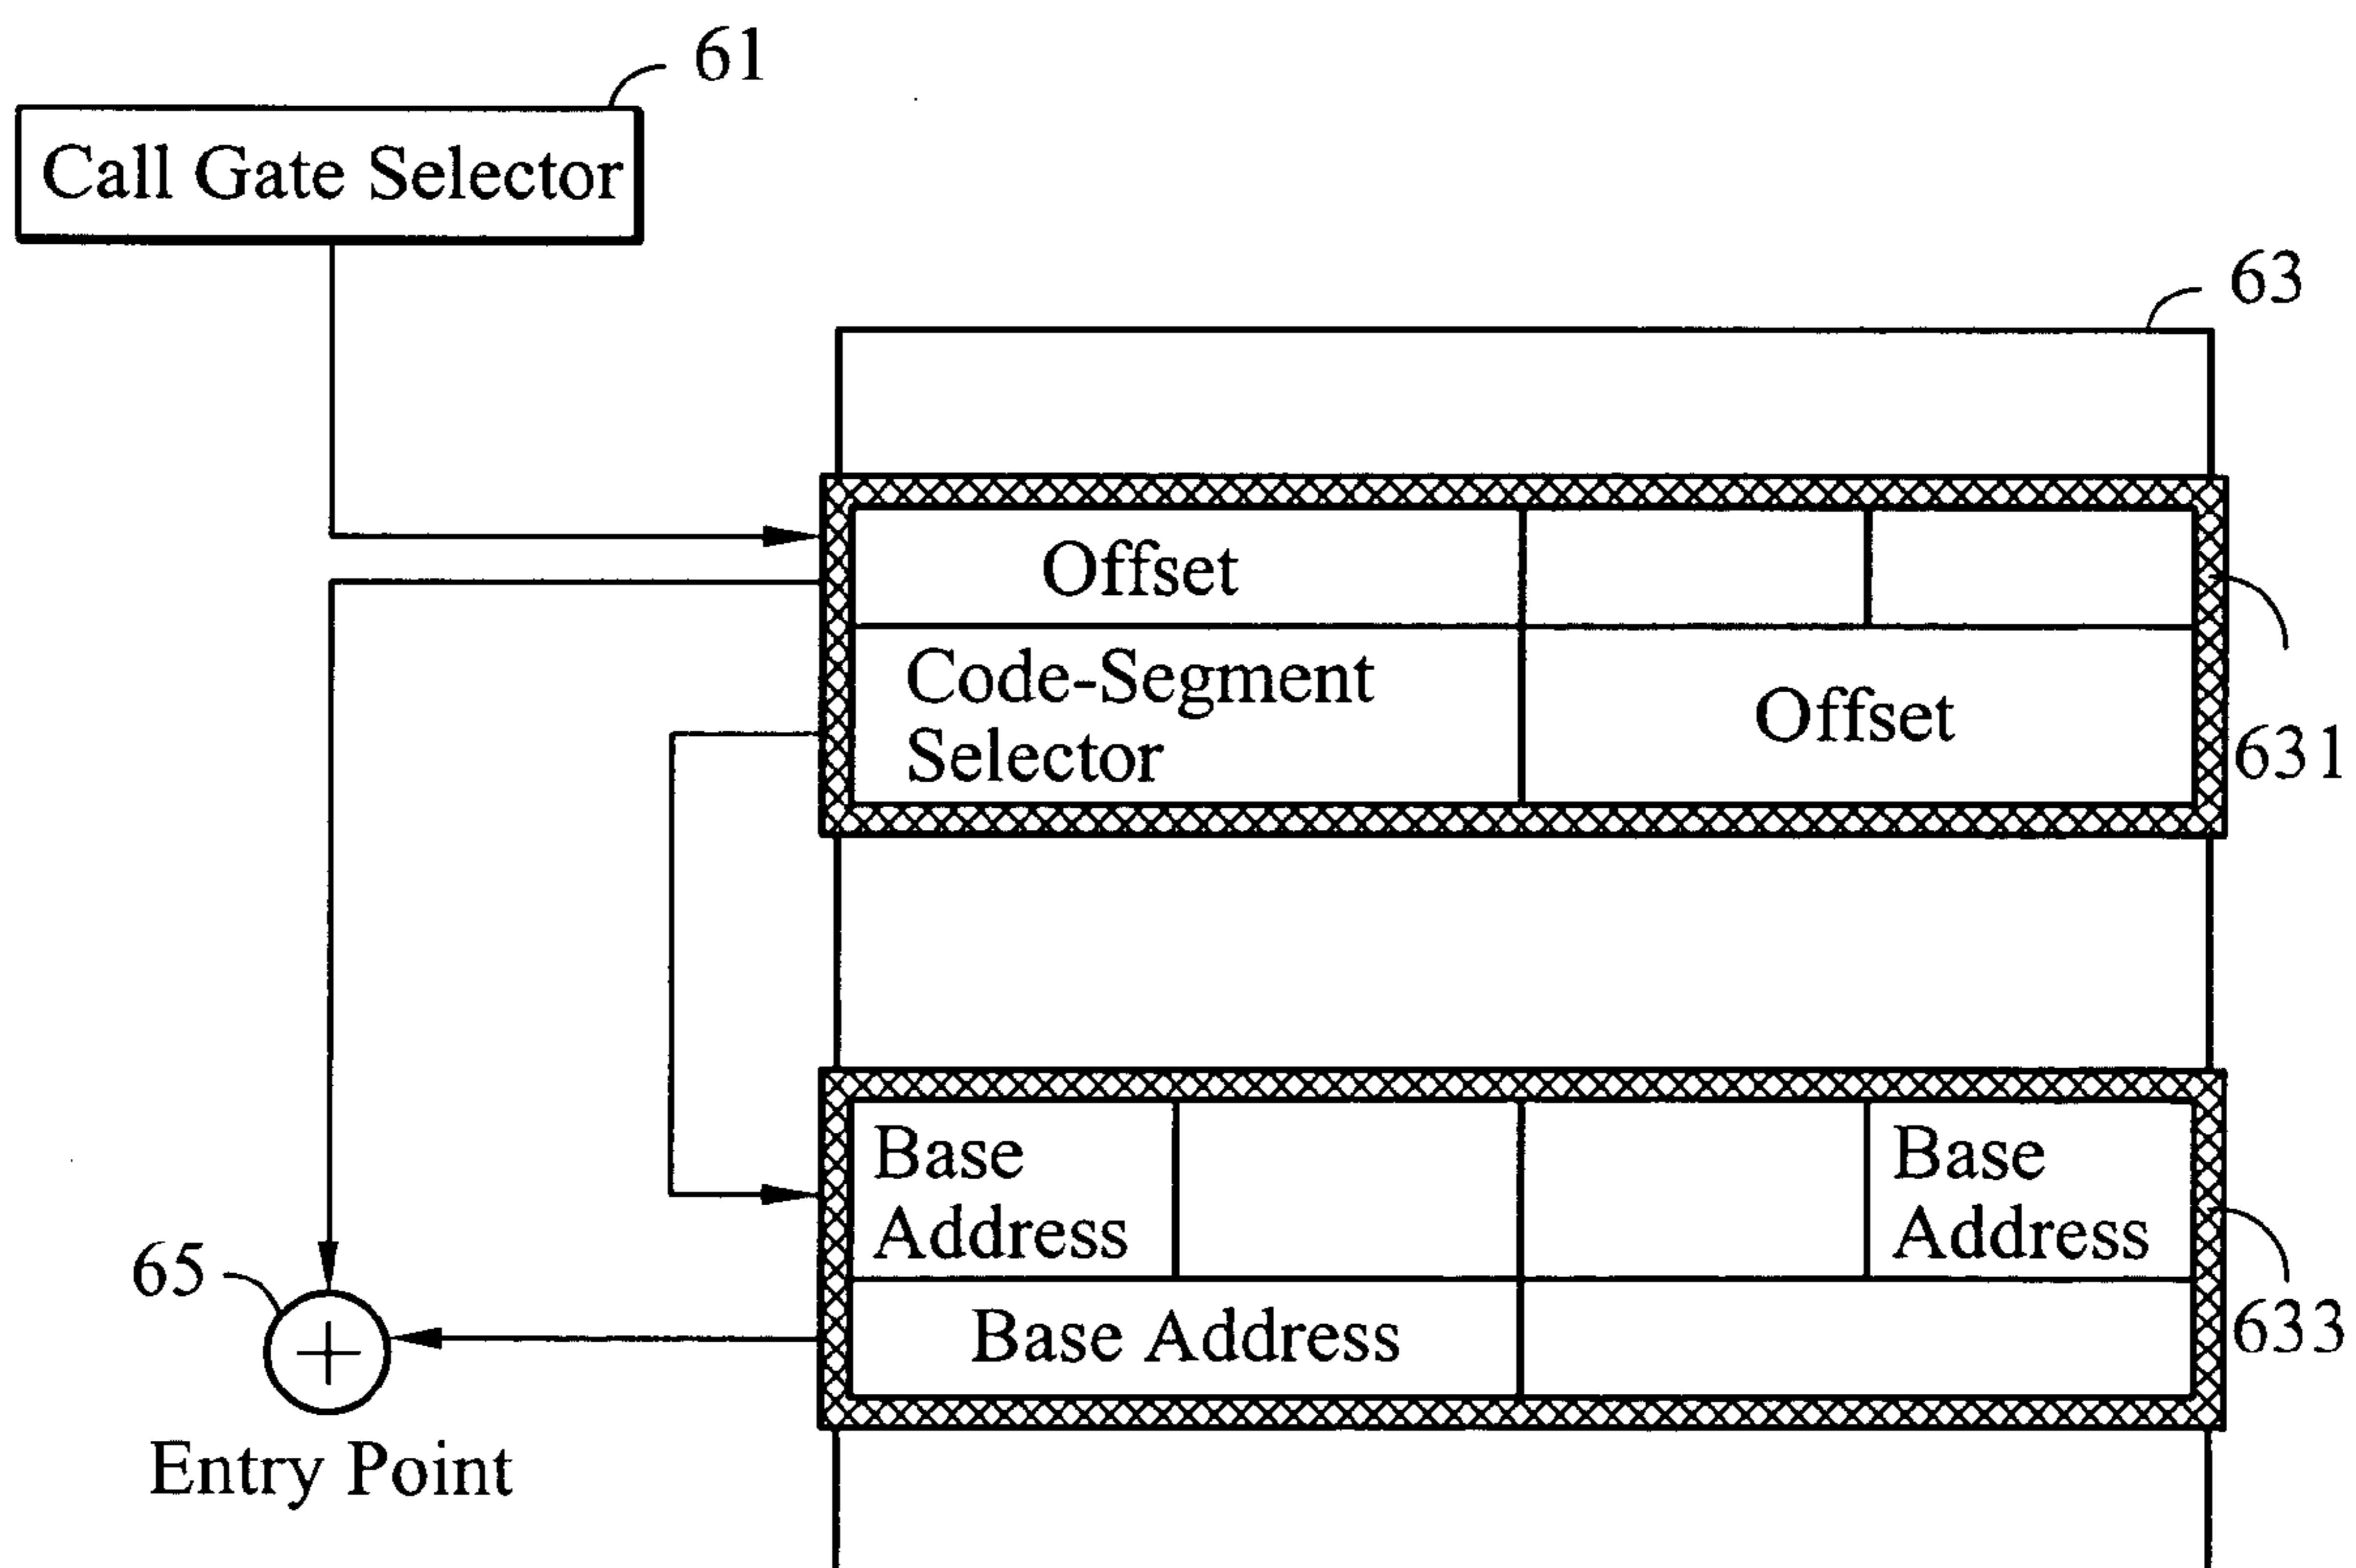 61
Call Gate Selector
63
Offset
Code-Segment
Selector
Offset
631
Base
Address
Base
Address
65
Base Address
633
Entry Point